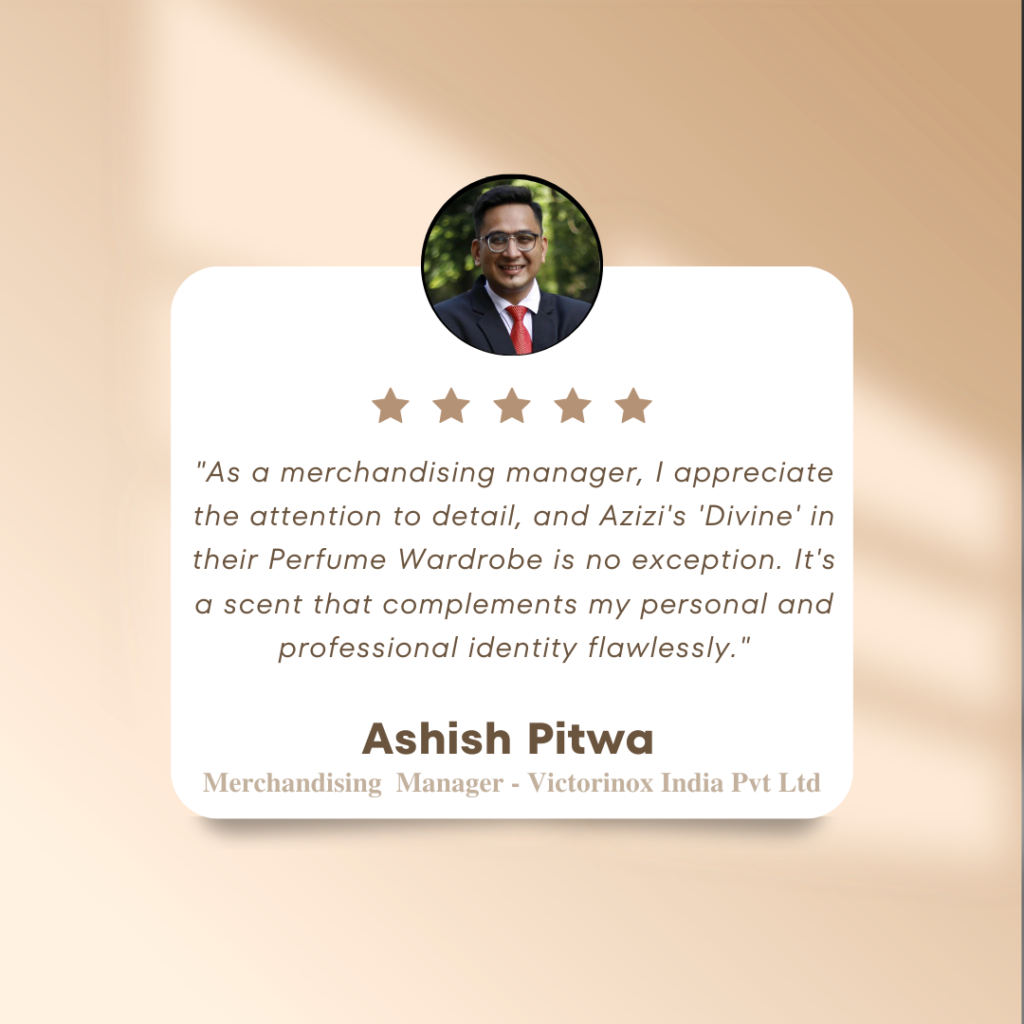 "As a merchandising manager, I appreciate
the attention to detail, and Azizi's 'Divine' in
their Perfume Wardrobe is no exception. It's
a scent that complements my personal and
professional identity flawlessly."
Ashish Pitwa
Merchandising  Manager - Victorinox India Pvt Ltd